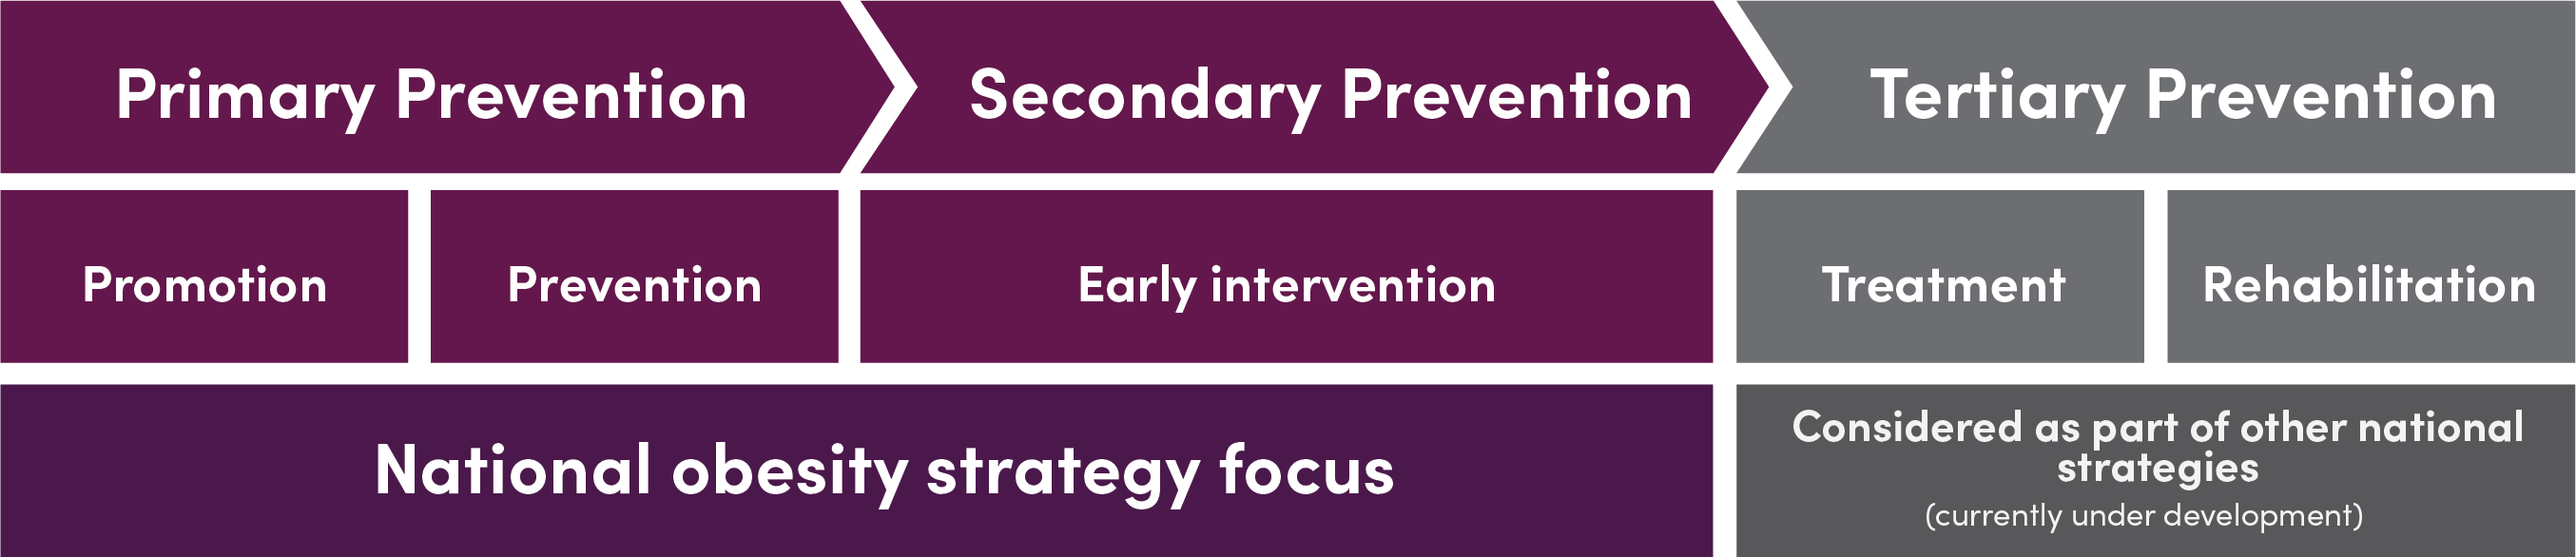 Primary Prevention
Secondary Prevention
Tertiary Prevention
Promotion
Prevention
Early intervention
Treatment
Rehabilitation
National obesity strategy focus
Considered as part of other national
strategies
(currently under development)